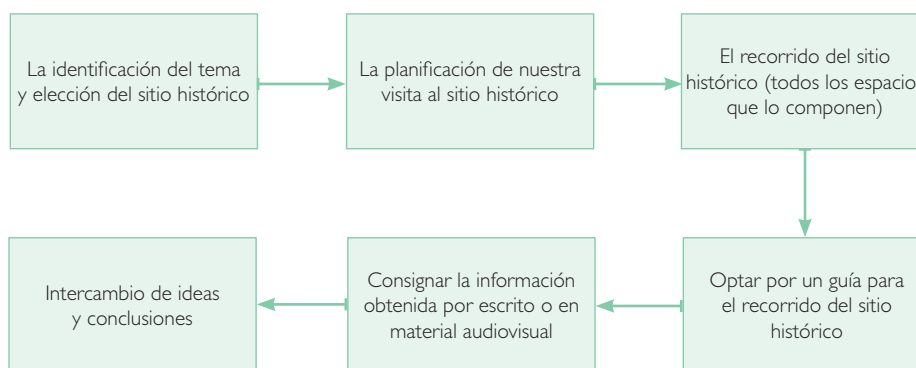 La identificación del tema
y elección del sitio histórico
La planificación de nuestra
visita al sitio histórico
El recorrido del sitio
histórico (todos los espacio
que lo componen)
Optar por un guía para
el recorrido del sitio
histórico
Consignar la información
obtenida por escrito o en
material audiovisual
Intercambio de ideas
y conclusiones